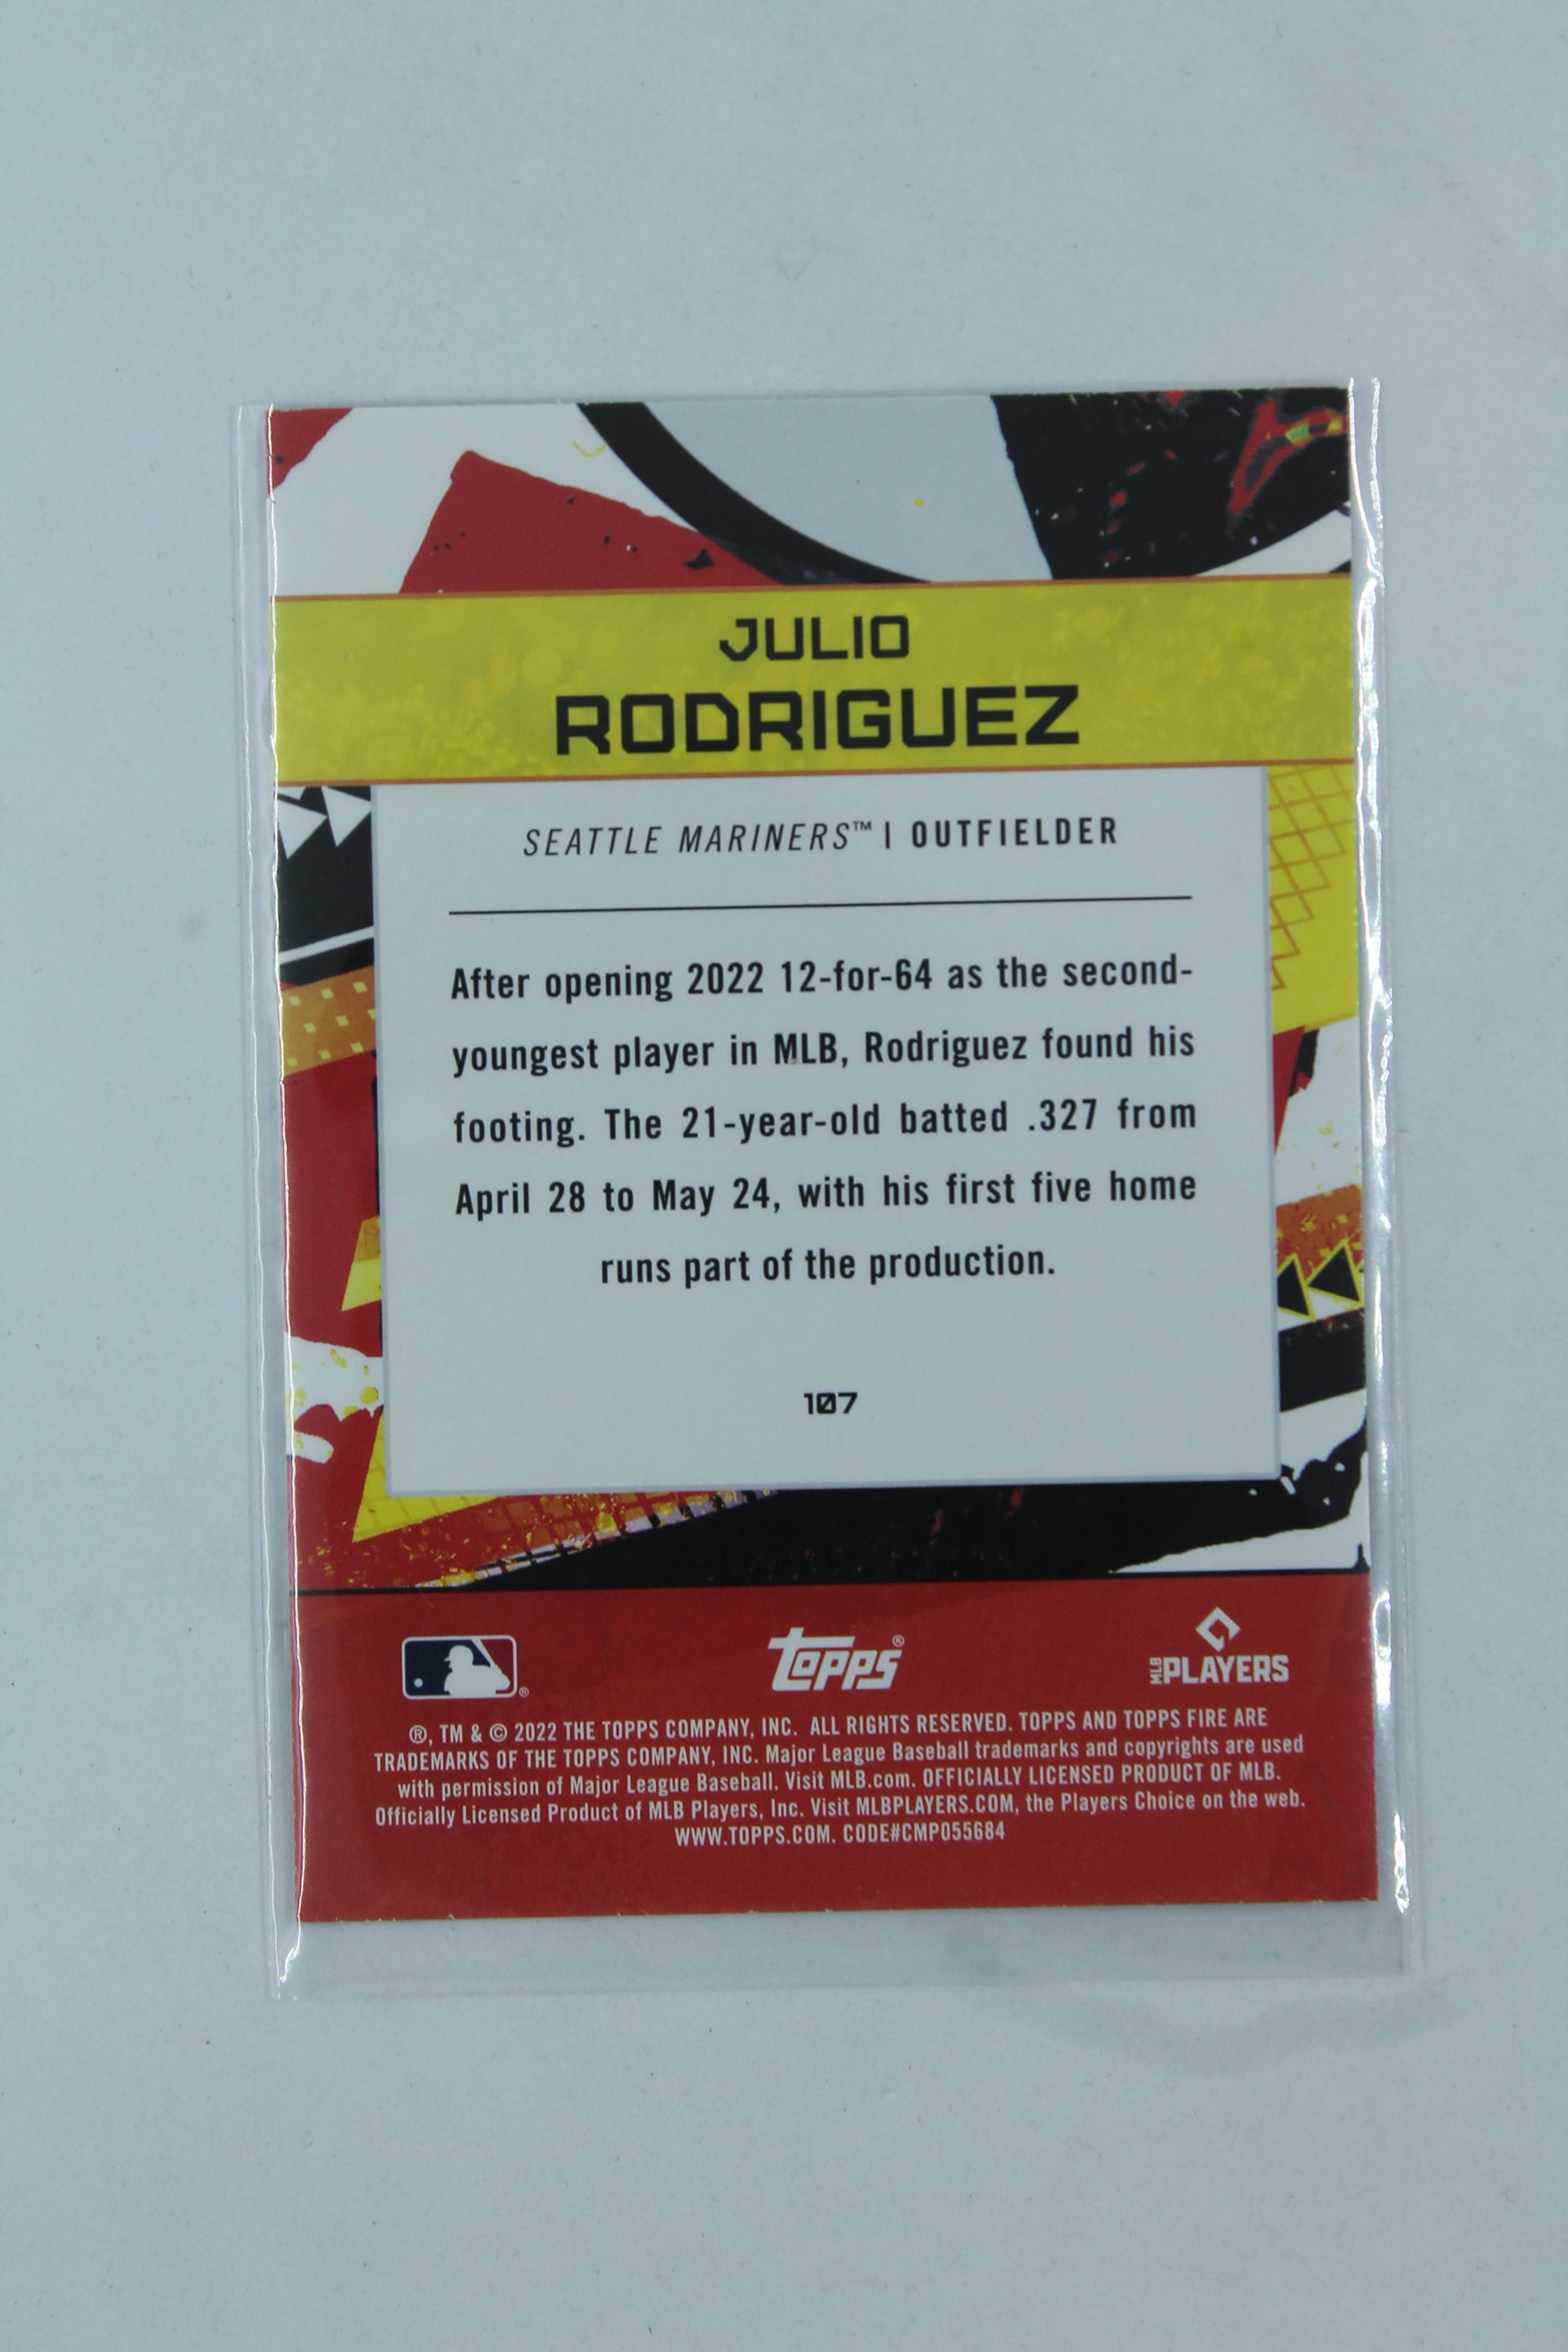 JULIO
RODRIGUEZ
SEATTLE MARINERS™ | OUTFIELDER
After opening 2022 12-for-64 as the second-
youngest player in MLB, Rodriguez found his
footing. The 21-year-old batted .327 from
April 28 to May 24, with his first five home
runs part of the production.
107
®
topps®
MLB PLAYERS
®, TM & © 2022 THE TOPPS COMPANY, INC. ALL RIGHTS RESERVED. TOPPS AND TOPPS FIRE ARE
TRADEMARKS OF THE TOPPS COMPANY, INC. Major League Baseball trademarks and copyrights are used
with permission of Major League Baseball. Visit MLB.com. OFFICIALLY LICENSED PRODUCT OF MLB.
Officially Licensed Product of MLB Players, Inc. Visit MLBPLAYERS.COM, the Players Choice on the web.
WWW.TOPPS.COM. CODE#CMP055684